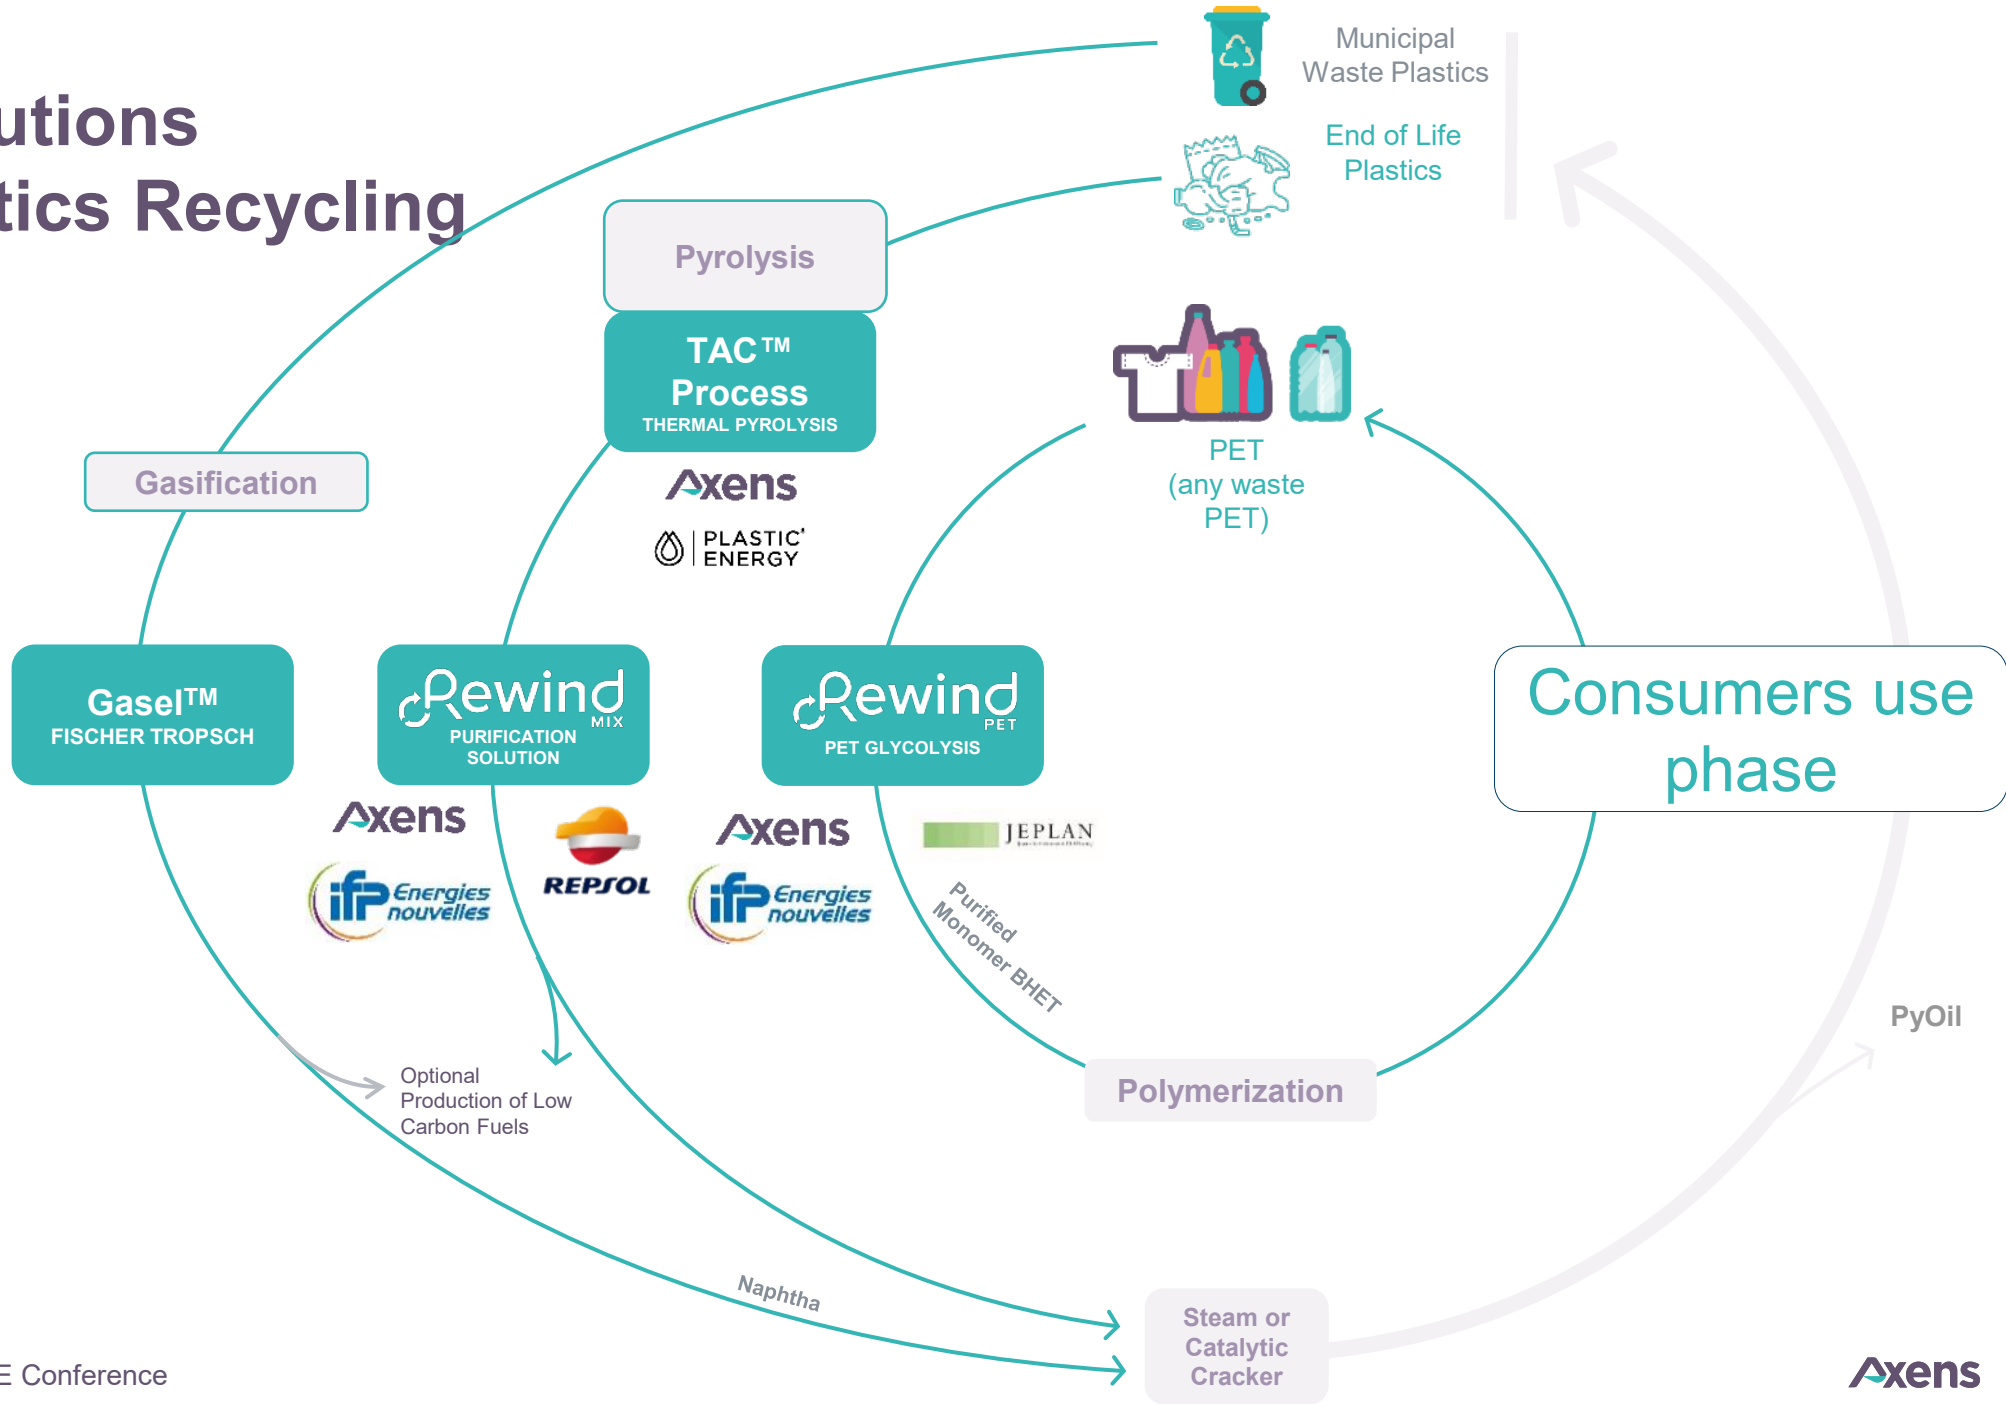 utions
tics Recycling
Municipal
Waste Plastics
End of Life
Plastics
Pyrolysis
TAC™
Process
THERMAL PYROLYSIS
Axens
PLASTIC
ENERGY
Gasification
PET
(any waste
PET)
Gasel™
FISCHER TROPSCH
Rewind
MIX
PURIFICATION
SOLUTION
Rewind
PET
PET GLYCOLYSIS
Consumers use
phase
Axens
ifp Energies
nouvelles
REPSOL
Axens
ifp Energies
nouvelles
JEPLAN
Purified
Monomer BHET
PyOil
Optional
Production of Low
Carbon Fuels
Polymerization
Naphtha
Steam or
Catalytic
Cracker
E Conference
Axens